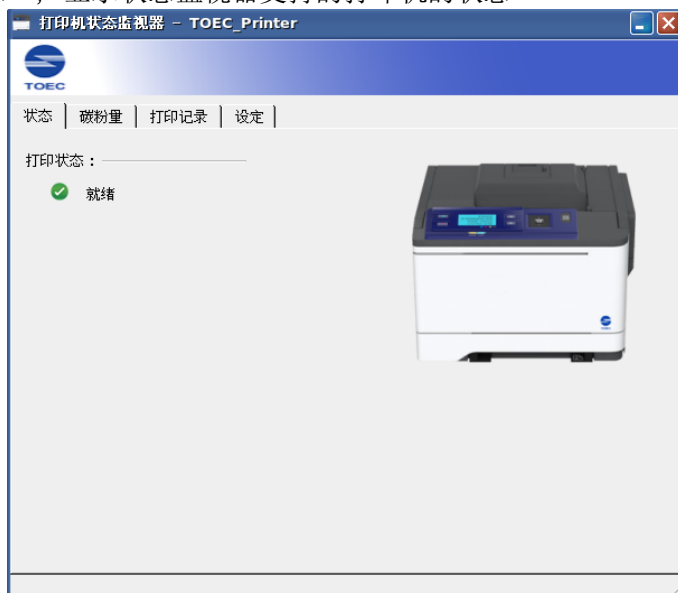 打印机状态监视器 – TOEC_Printer
TOEC
状态
碳粉量
打印记录
设定
打印状态：
就绪